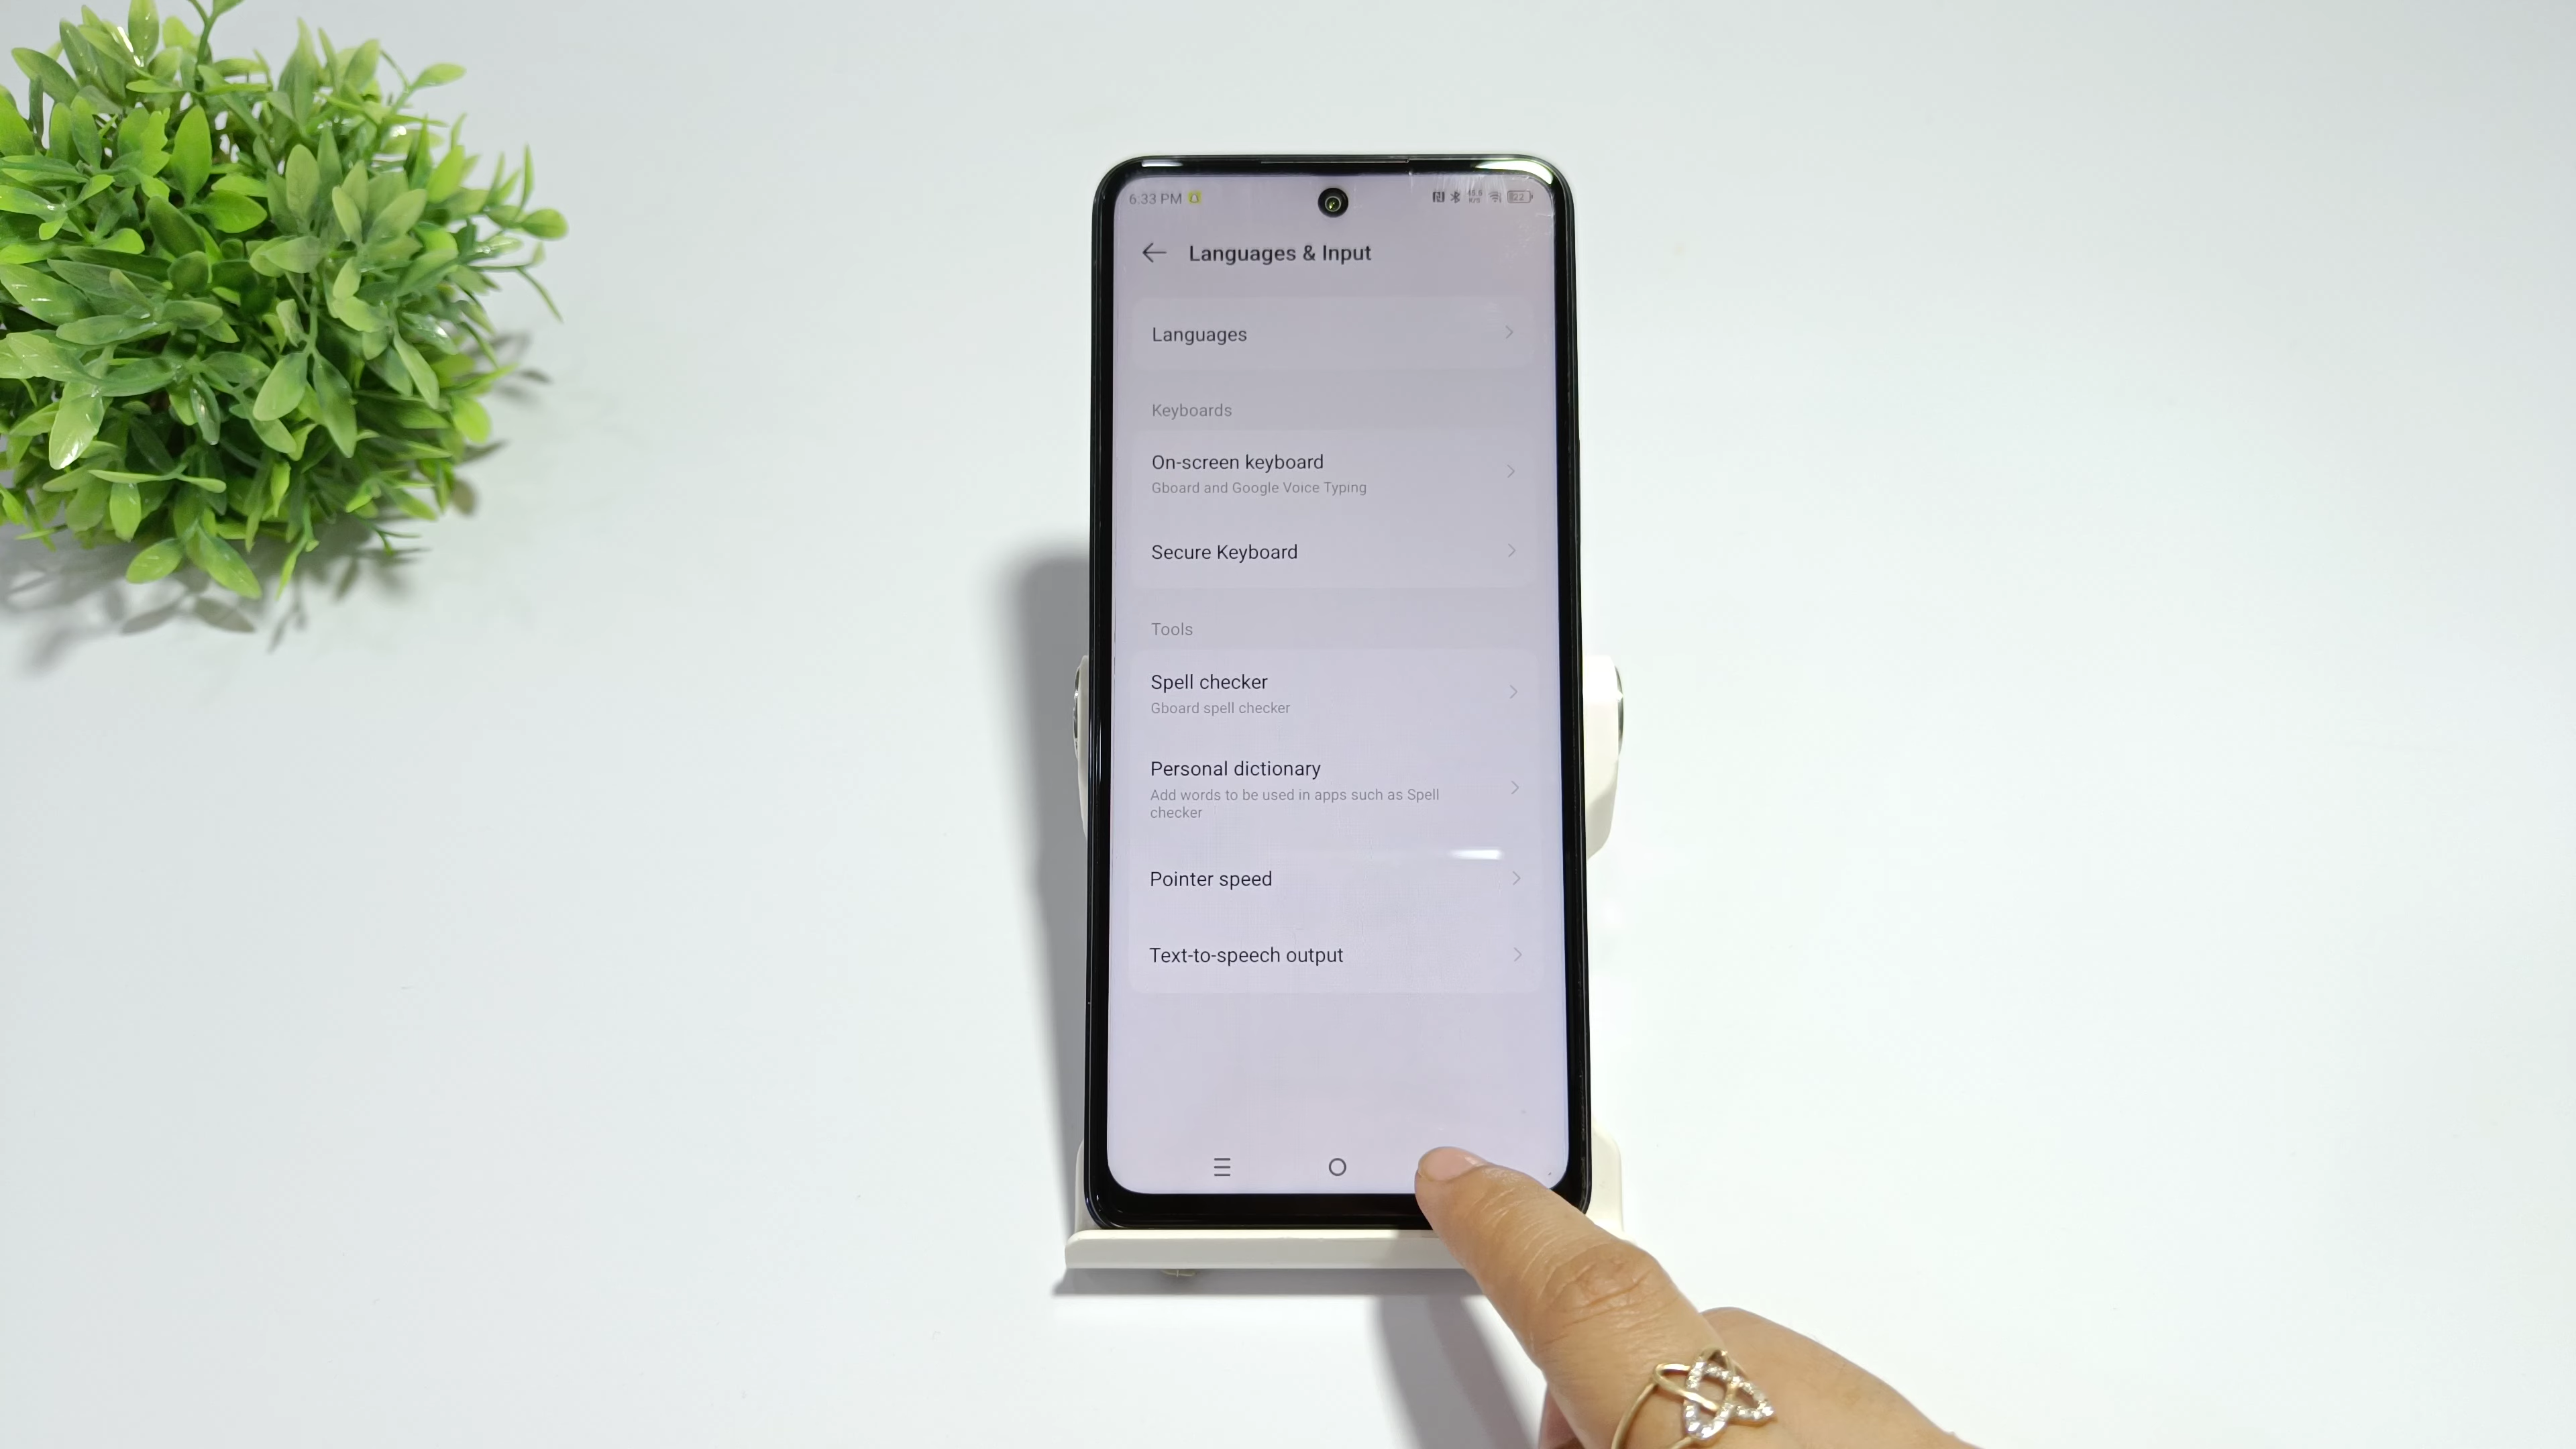 6:33 PM
22
Languages & Input
Languages
Keyboards
On-screen keyboard
Gboard and Google Voice Typing
Secure Keyboard
Tools
Spell checker
Gboard spell checker
Personal dictionary
Add words to be used in apps such as Spell
checker
Pointer speed
Text-to-speech output